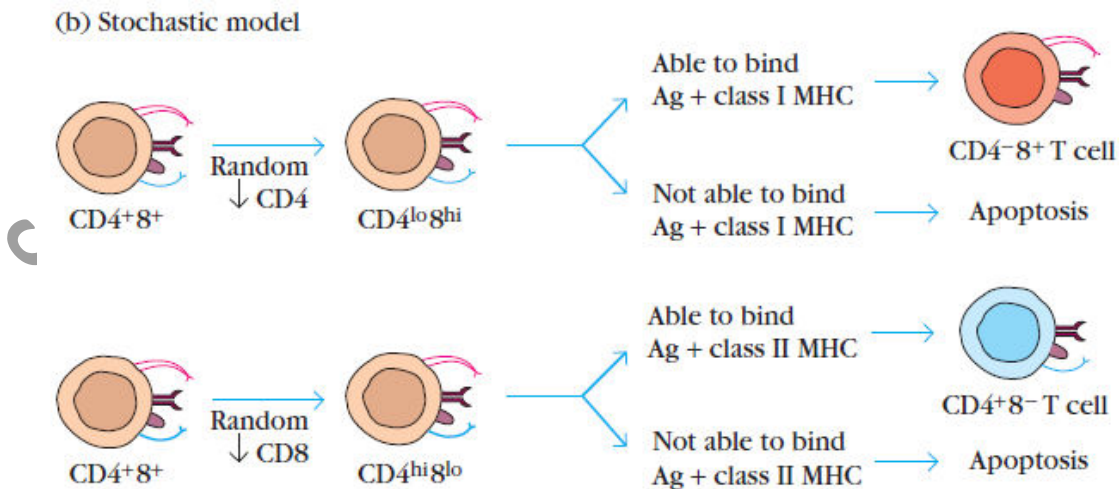 (b) Stochastic model
CD4⁺8⁺
Random
↓ CD4
CD4ˡᵒ8ʰⁱ
Able to bind
Ag + class I MHC
CD4⁻8⁺ T cell
Not able to bind
Ag + class I MHC
Apoptosis
CD4⁺8⁺
Random
↓ CD8
CD4ʰⁱ8ˡᵒ
Able to bind
Ag + class II MHC
CD4⁺8⁻ T cell
Not able to bind
Ag + class II MHC
Apoptosis